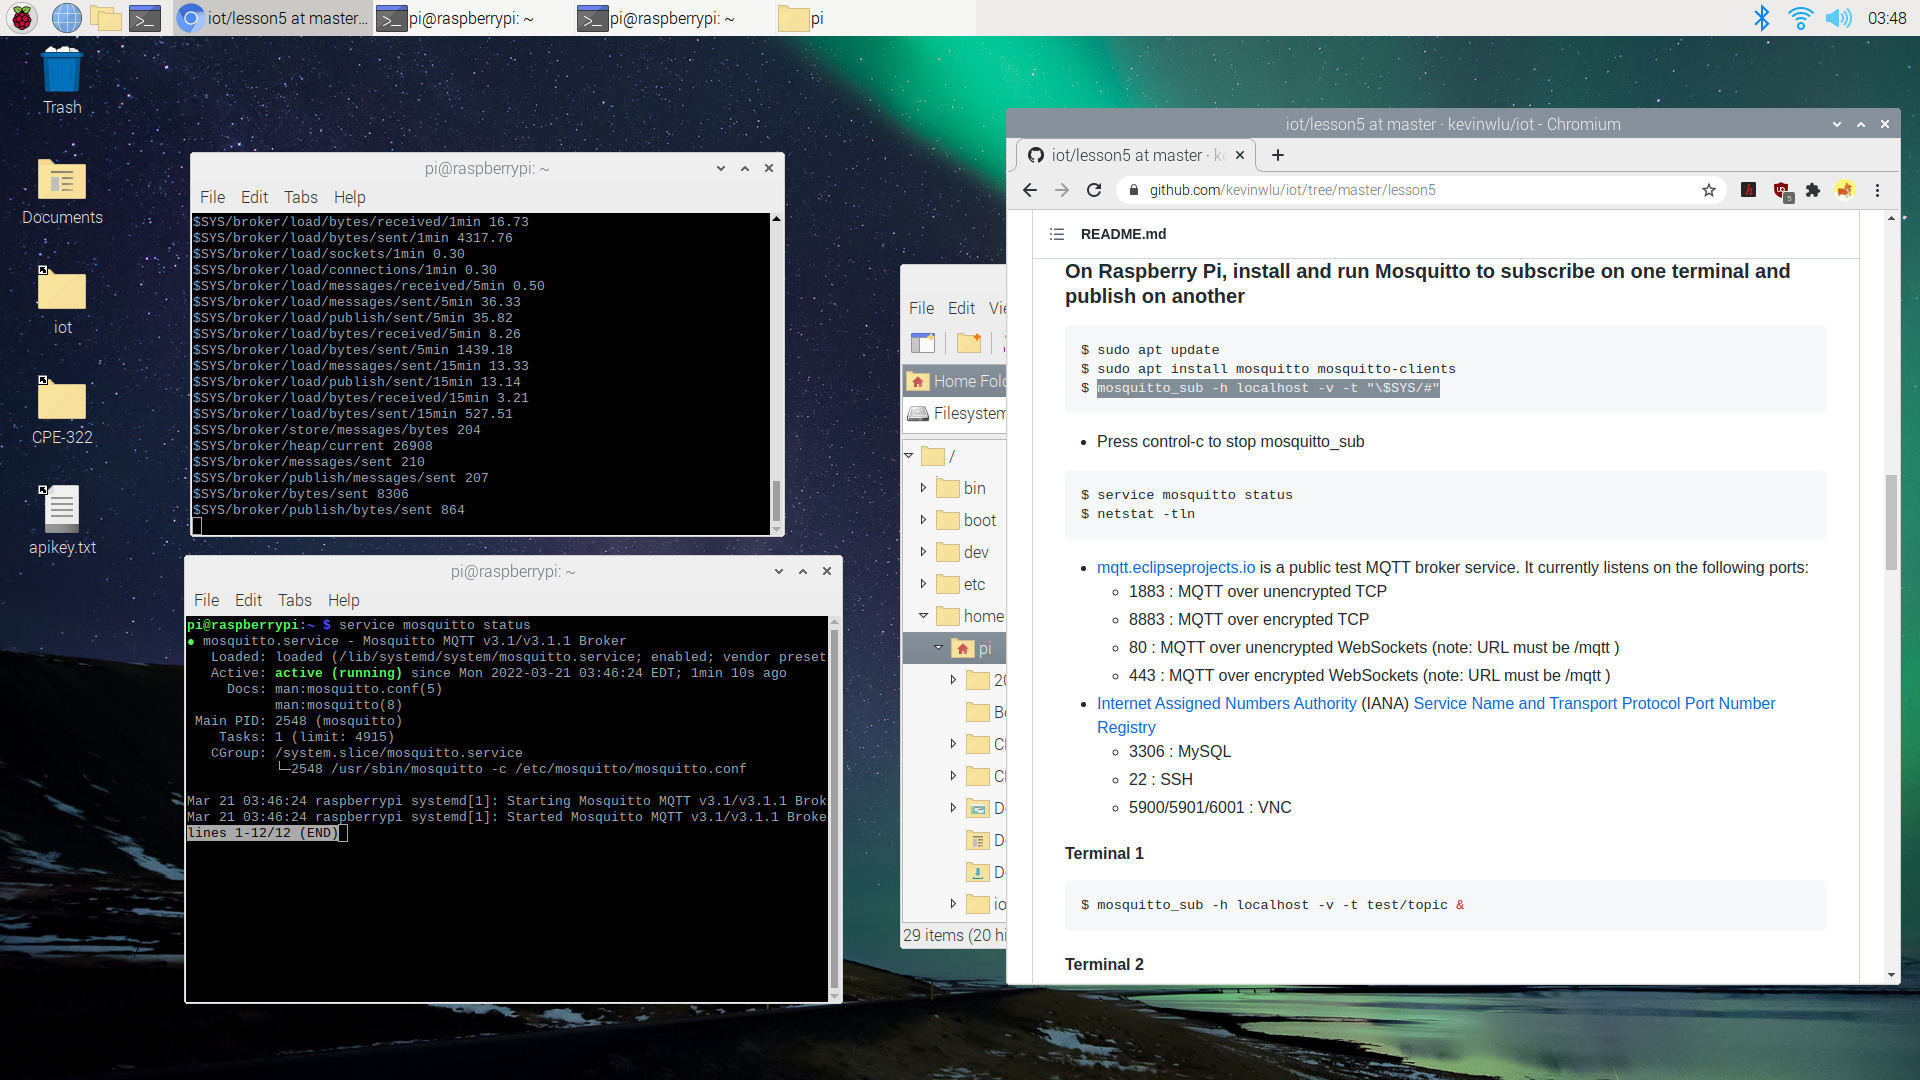 iot/lesson5 at master...
pi@raspberrypi: ~
pi@raspberrypi: ~
pi
03:48
Trash
Documents
iot
CPE-322
apikey.txt
pi@raspberrypi: ~
File Edit Tabs Help
$SYS/broker/load/bytes/received/1min 16.73
$SYS/broker/load/bytes/sent/1min 4317.76
$SYS/broker/load/sockets/1min 0.30
$SYS/broker/load/connections/1min 0.30
$SYS/broker/load/messages/received/5min 0.50
$SYS/broker/load/messages/sent/5min 36.33
$SYS/broker/load/publish/sent/5min 35.82
$SYS/broker/load/bytes/received/5min 8.26
$SYS/broker/load/bytes/sent/5min 1439.18
$SYS/broker/load/messages/sent/15min 13.33
$SYS/broker/load/publish/sent/15min 13.14
$SYS/broker/load/bytes/received/15min 3.21
$SYS/broker/load/bytes/sent/15min 527.51
$SYS/broker/store/messages/bytes 204
$SYS/broker/heap/current 26908
$SYS/broker/messages/sent 210
$SYS/broker/publish/messages/sent 207
$SYS/broker/bytes/sent 8306
$SYS/broker/publish/bytes/sent 864
pi@raspberrypi: ~
File Edit Tabs Help
pi@raspberrypi:~ $ service mosquitto status
● mosquitto.service - Mosquitto MQTT v3.1/v3.1.1 Broker
Loaded: loaded (/lib/systemd/system/mosquitto.service; enabled; vendor preset
Active: active (running) since Mon 2022-03-21 03:46:24 EDT; 1min 10s ago
Docs: man:mosquitto.conf(5)
man:mosquitto(8)
Main PID: 2548 (mosquitto)
Tasks: 1 (limit: 4915)
CGroup: /system.slice/mosquitto.service
└─2548 /usr/sbin/mosquitto -c /etc/mosquitto/mosquitto.conf
Mar 21 03:46:24 raspberrypi systemd[1]: Starting Mosquitto MQTT v3.1/v3.1.1 Brok
Mar 21 03:46:24 raspberrypi systemd[1]: Started Mosquitto MQTT v3.1/v3.1.1 Broke
lines 1-12/12 (END)
File Edit Vie
Home Fol
Filesystem
/
bin
boot
dev
etc
home
pi
20
Be
C
C
D
D
D
io
29 items (20 hi
iot/lesson5 at master · kevinwlu/iot - Chromium
iot/lesson5 at master · ke
github.com/kevinwlu/iot/tree/master/lesson5
5
README.md
On Raspberry Pi, install and run Mosquitto to subscribe on one terminal and
publish on another
$ sudo apt update
$ sudo apt install mosquitto mosquitto-clients
$ mosquitto_sub -h localhost -v -t "\$SYS/#"
• Press control-c to stop mosquitto_sub
$ service mosquitto status
$ netstat -tln
• mqtt.eclipseprojects.io is a public test MQTT broker service. It currently listens on the following ports:
◦ 1883 : MQTT over unencrypted TCP
◦ 8883 : MQTT over encrypted TCP
◦ 80 : MQTT over unencrypted WebSockets (note: URL must be /mqtt )
◦ 443 : MQTT over encrypted WebSockets (note: URL must be /mqtt )
• Internet Assigned Numbers Authority (IANA) Service Name and Transport Protocol Port Number
Registry
◦ 3306 : MySQL
◦ 22 : SSH
◦ 5900/5901/6001 : VNC
Terminal 1
$ mosquitto_sub -h localhost -v -t test/topic &
Terminal 2